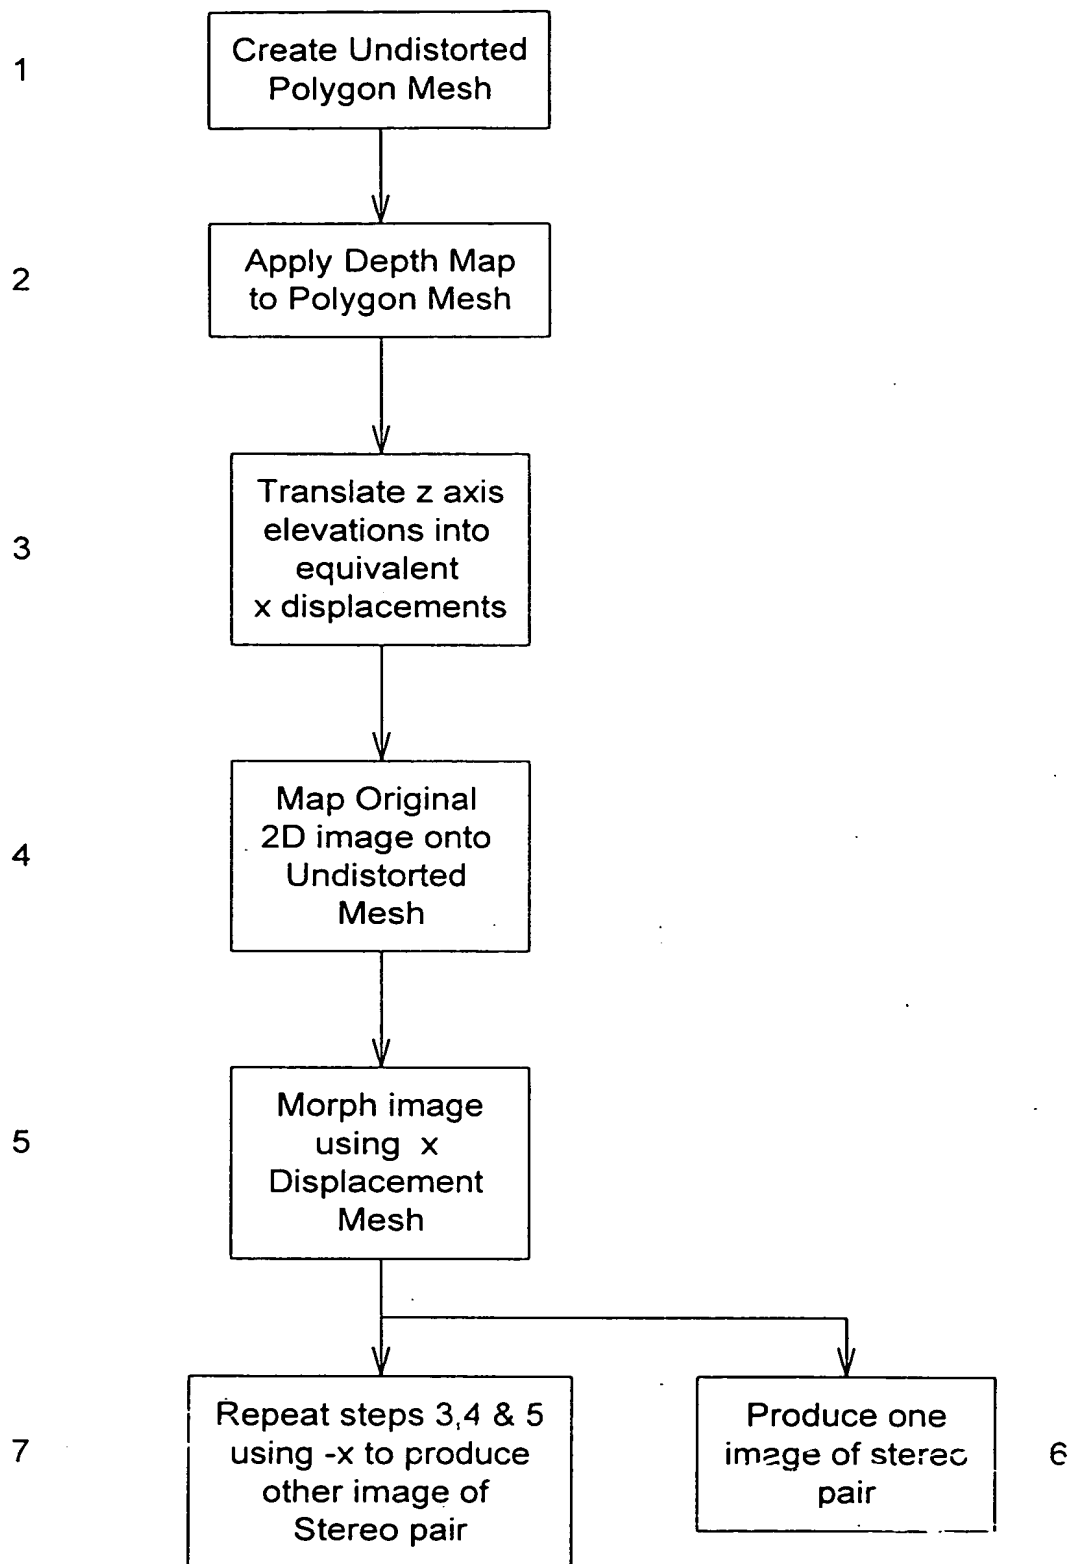 1
Create Undistorted
Polygon Mesh
2
Apply Depth Map
to Polygon Mesh
3
Translate z axis
elevations into
equivalent
x displacements
4
Map Original
2D image onto
Undistorted
Mesh
5
Morph image
using x
Displacement
Mesh
7
Repeat steps 3,4 & 5
using -x to produce
other image of
Stereo pair
Produce one
image of stereo
pair
6